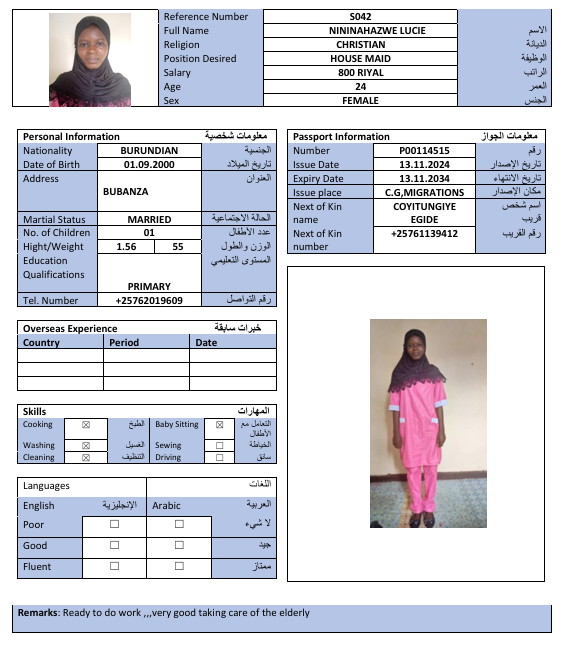 Reference Number S042
Full Name NININAHAZWE LUCIE الاسم
Religion CHRISTIAN الديانة
Position Desired HOUSE MAID الوظيفة
Salary 800 RIYAL الراتب
Age 24 العمر
Sex FEMALE الجنس
Personal Information معلومات شخصية
Nationality BURUNDIAN الجنسية
Date of Birth 01.09.2000 تاريخ الميلاد
Address BUBANZA العنوان
Martial Status MARRIED الحالة الاجتماعية
No. of Children 01 عدد الأطفال
Hight/Weight 1.56 55 الوزن والطول
Education المستوى التعليمي
Qualifications
PRIMARY
Tel. Number +25762019609 رقم التواصل
Passport Information معلومات الجواز
Number P00114515 رقم
Issue Date 13.11.2024 تاريخ الإصدار
Expiry Date 13.11.2034 تاريخ الانتهاء
Issue place C.G,MIGRATIONS مكان الإصدار
Next of Kin COYITUNGIYE اسم شخص
name EGIDE قريب
Next of Kin +25761139412 رقم القريب
number
Overseas Experience خبرات سابقة
Country Period Date
Skills المهارات
Cooking ☒ الطبخ Baby Sitting ☒ التعامل مع
الأطفال
Washing ☒ الغسيل Sewing ☐ الخياطة
Cleaning ☒ التنظيف Driving ☐ سائق
Languages اللغات
English الإنجليزية Arabic العربية
Poor ☐ ☐ لا شيء
Good ☐ ☐ جيد
Fluent ☐ ☐ ممتاز
Remarks: Ready to do work ,,,very good taking care of the elderly